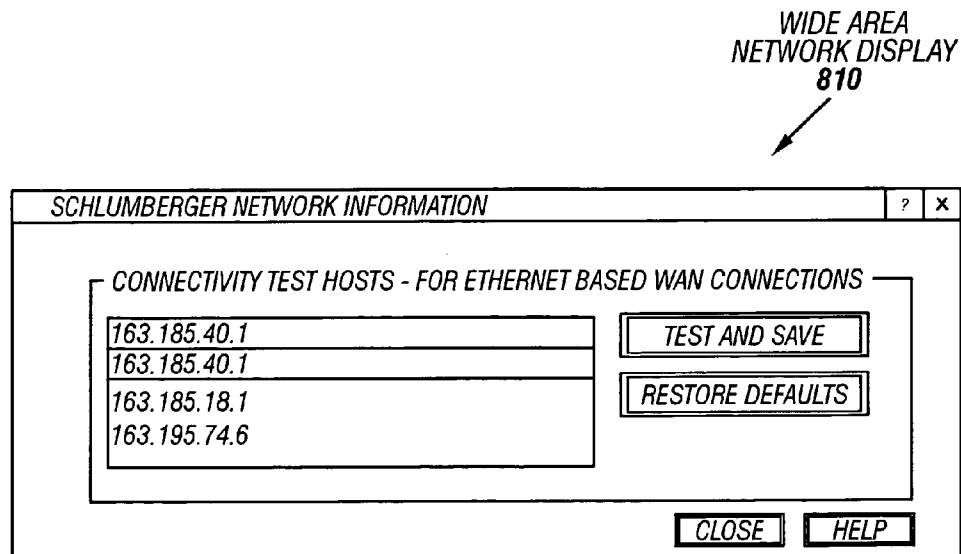 WIDE AREA
NETWORK DISPLAY
810
SCHLUMBERGER NETWORK INFORMATION ? X
CONNECTIVITY TEST HOSTS - FOR ETHERNET BASED WAN CONNECTIONS
163.185.40.1
TEST AND SAVE
163.185.40.1
163.185.18.1
RESTORE DEFAULTS
163.195.74.6
CLOSE HELP